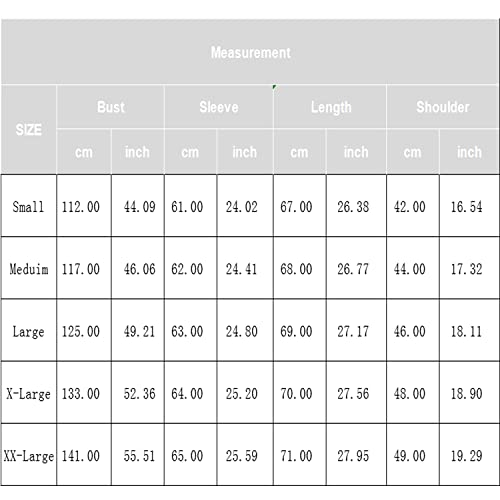 Measurement
SIZE Bust Sleeve Length Shoulder
cm inch cm inch cm inch cm inch
Small 112.00 44.09 61.00 24.02 67.00 26.38 42.00 16.54
Meduim 117.00 46.06 62.00 24.41 68.00 26.77 44.00 17.32
Large 125.00 49.21 63.00 24.80 69.00 27.17 46.00 18.11
X-Large 133.00 52.36 64.00 25.20 70.00 27.56 48.00 18.90
XX-Large 141.00 55.51 65.00 25.59 71.00 27.95 49.00 19.29